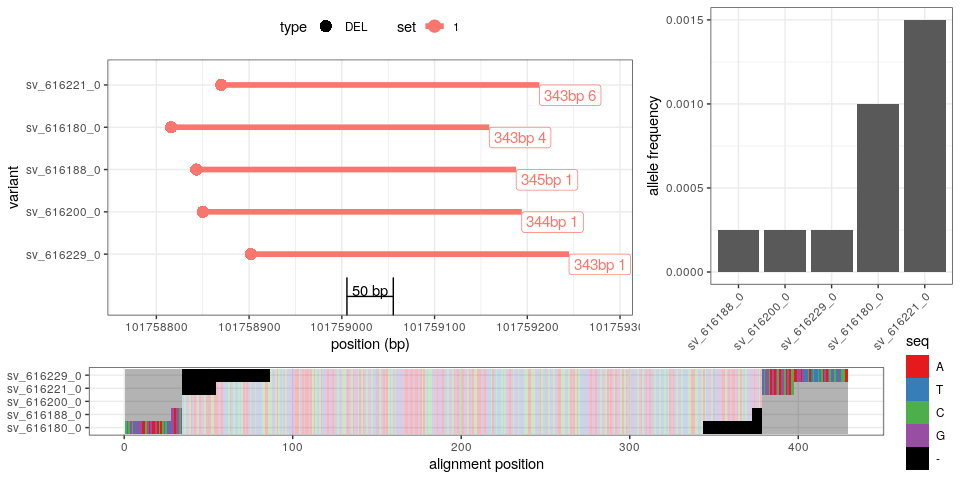 type DEL set 1
variant
sv_616221_0
343bp 6
sv_616180_0
343bp 4
sv_616188_0
345bp 1
sv_616200_0
344bp 1
sv_616229_0
343bp 1
50 bp
101758800 101758900 101759000 101759100 101759200
position (bp)
allele frequency
0.0015
0.0010
0.0005
0.0000
sv_616188_0
sv_616200_0
sv_616229_0
sv_616180_0
sv_616221_0
sv_616229_0
sv_616221_0
sv_616200_0
sv_616188_0
sv_616180_0
0 100 200 300 400
alignment position
seq
A
T
C
G
-